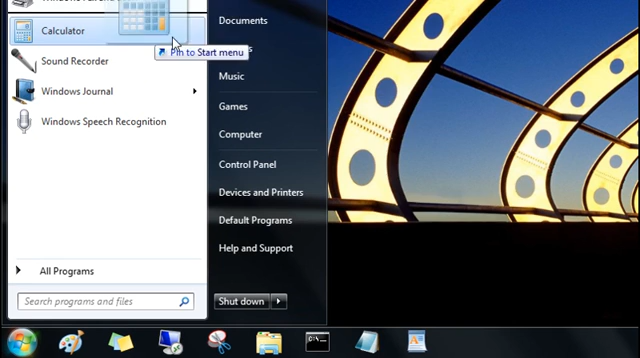 Calculator
Sound Recorder
Windows Journal
Windows Speech Recognition
All Programs
Search programs and files
Pin to Start menu
Documents
Music
Games
Computer
Control Panel
Devices and Printers
Default Programs
Help and Support
Shut down